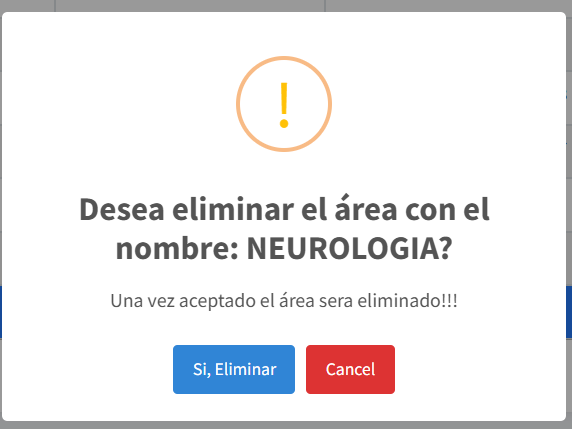 !
Desea eliminar el área con el
nombre: NEUROLOGIA?
Una vez aceptado el área sera eliminado!!!
Si, Eliminar
Cancel